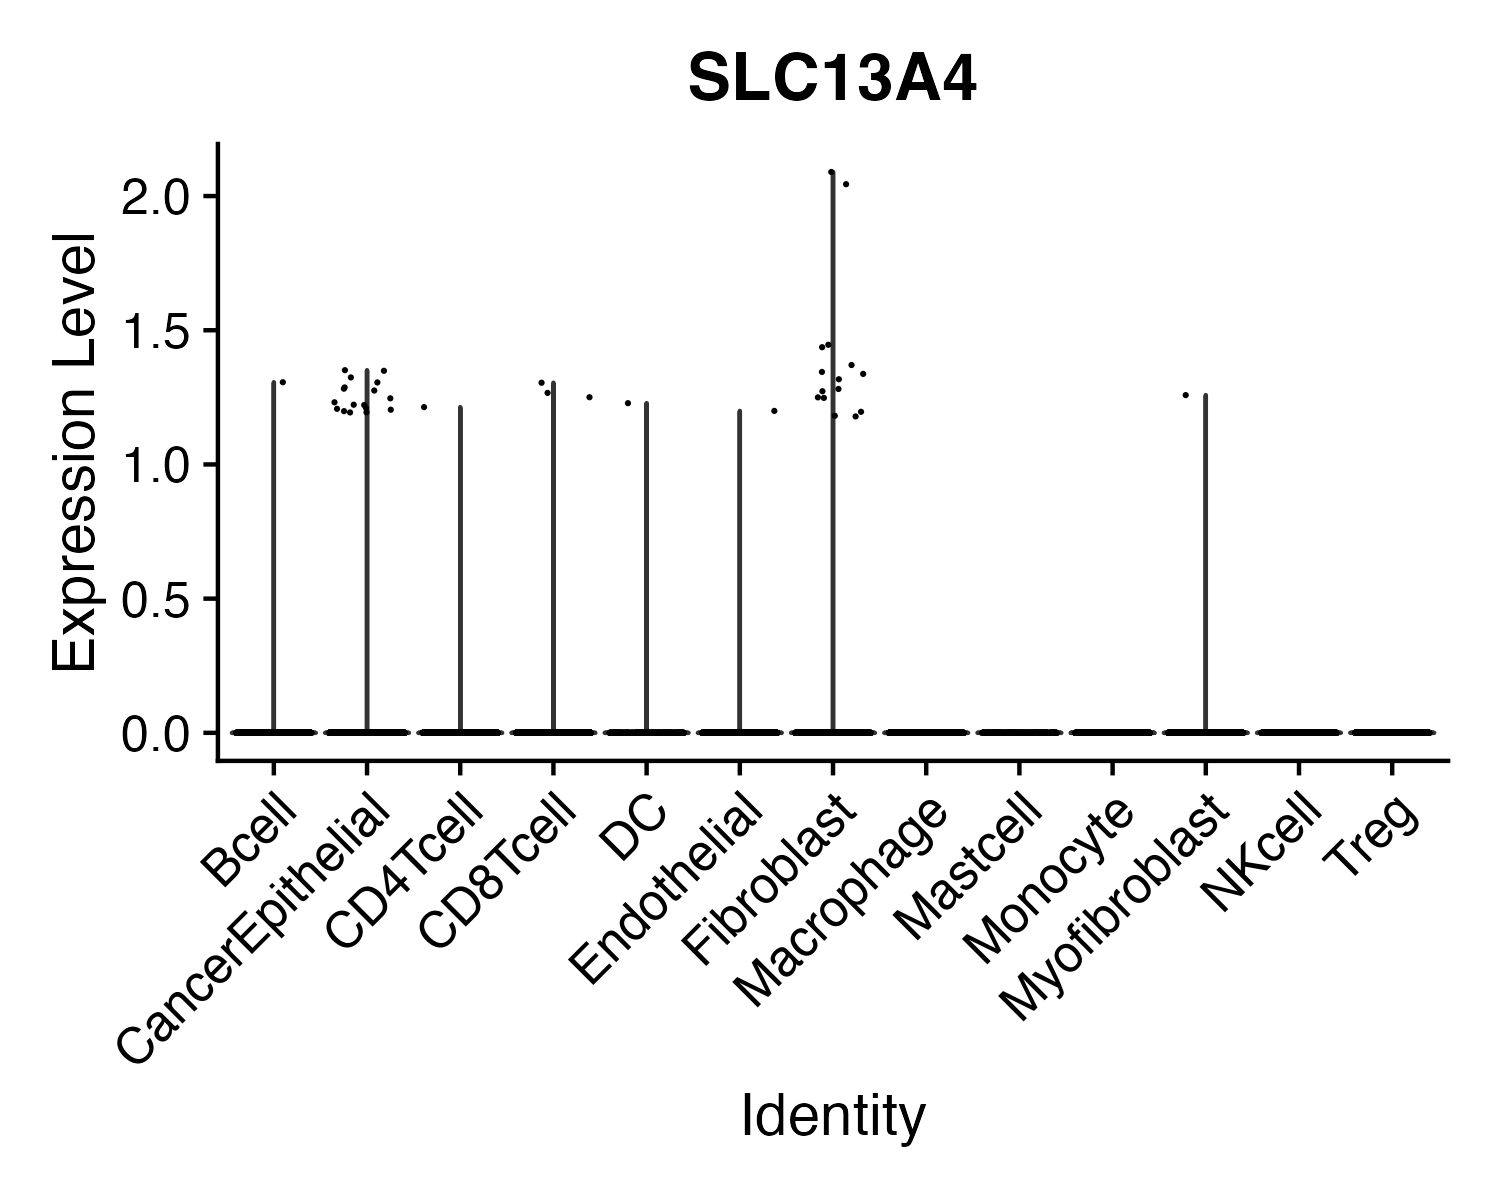 SLC13A4
Expression Level
2.0
1.5
1.0
0.5
0.0
Bcell
CancerEpithelial
CD4Tcell
CD8Tcell
DC
Endothelial
Fibroblast
Macrophage
Mastcell
Monocyte
Myofibroblast
NKcell
Treg
Identity